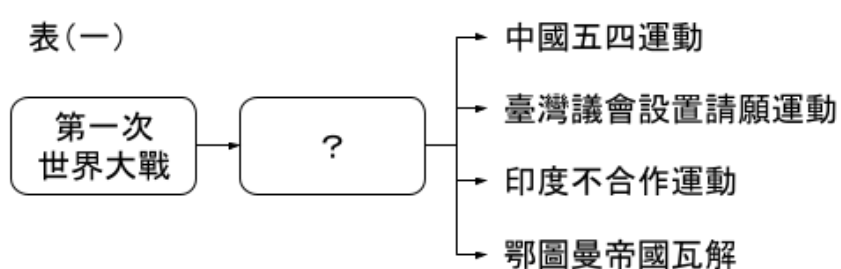 表(一)
第一次
世界大戰
?
中國五四運動
臺灣議會設置請願運動
印度不合作運動
鄂圖曼帝國瓦解